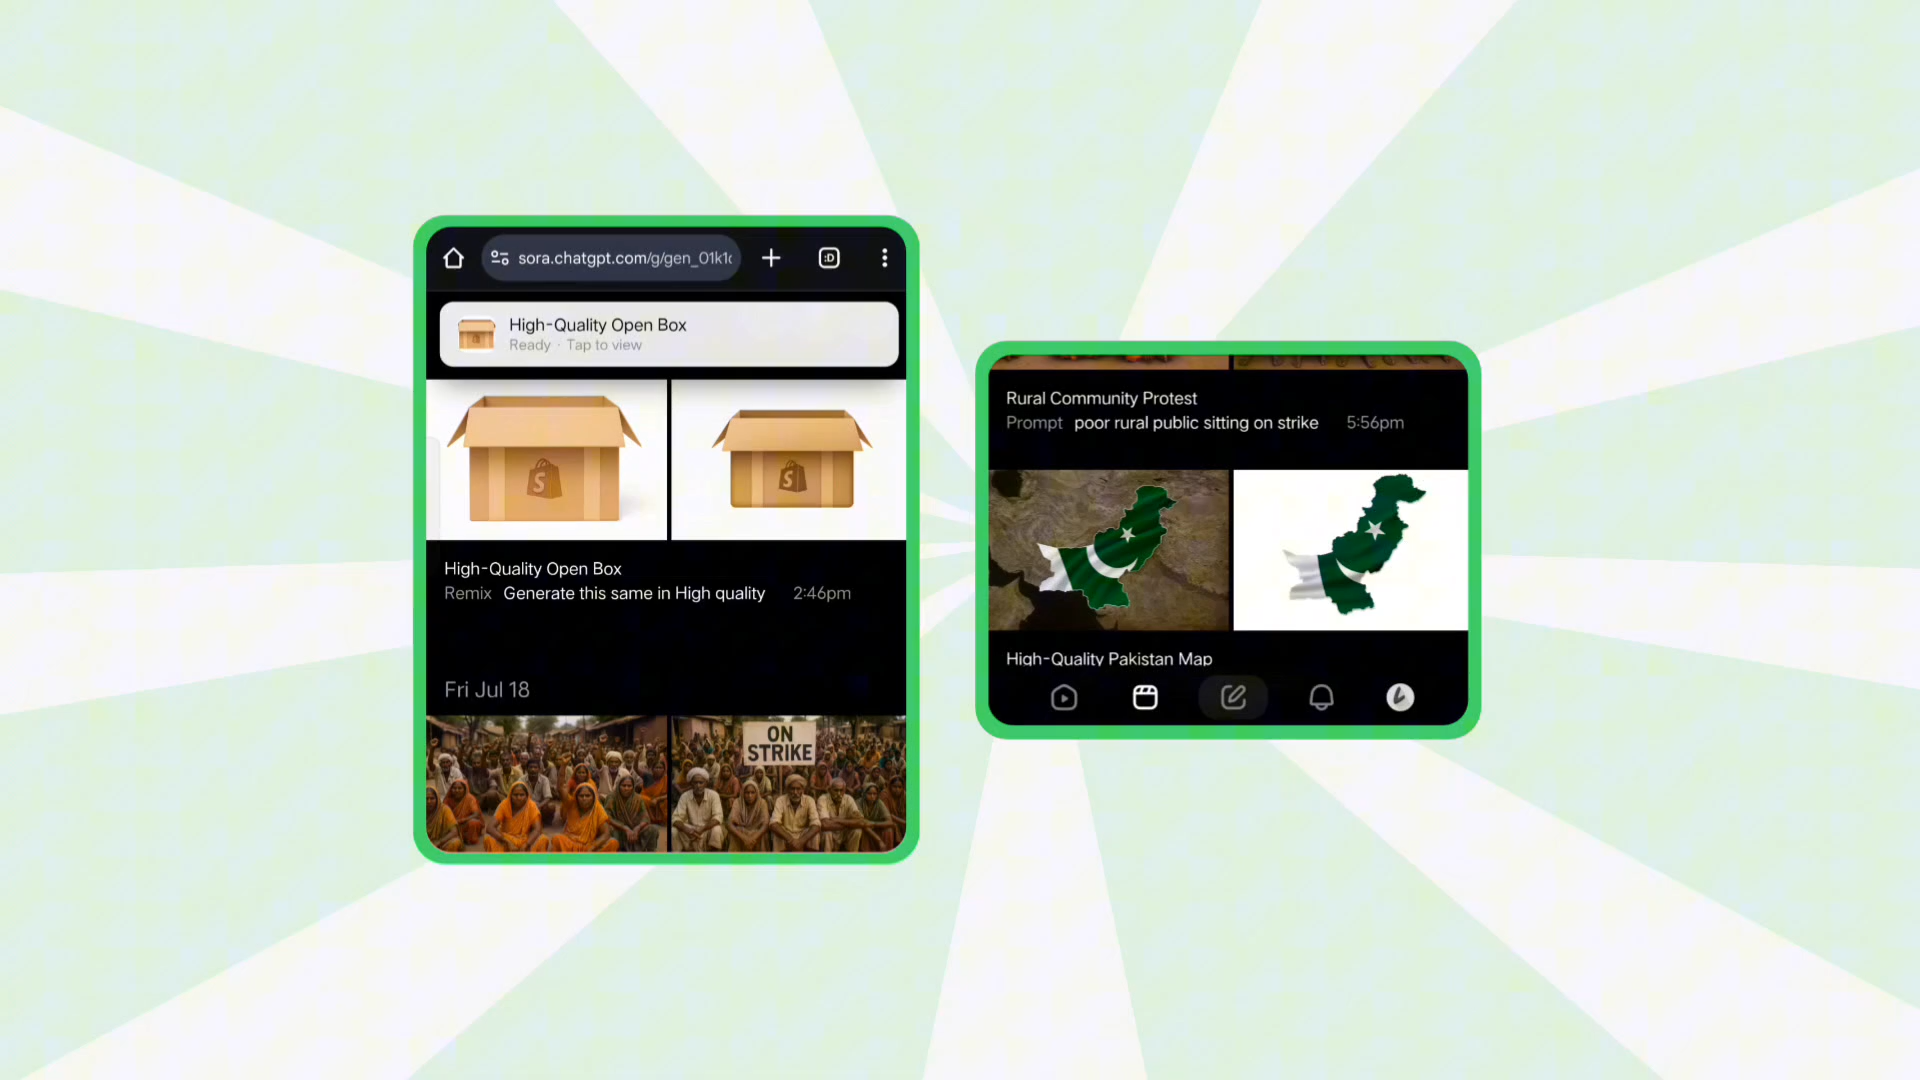 sora.chatgpt.com/g/gen_01k1
:D
High-Quality Open Box
Ready · Tap to view
S
S
High-Quality Open Box
Remix Generate this same in High quality 2:46pm
Fri Jul 18
ON
STRIKE
Rural Community Protest
Prompt poor rural public sitting on strike 5:56pm
High-Quality Pakistan Map